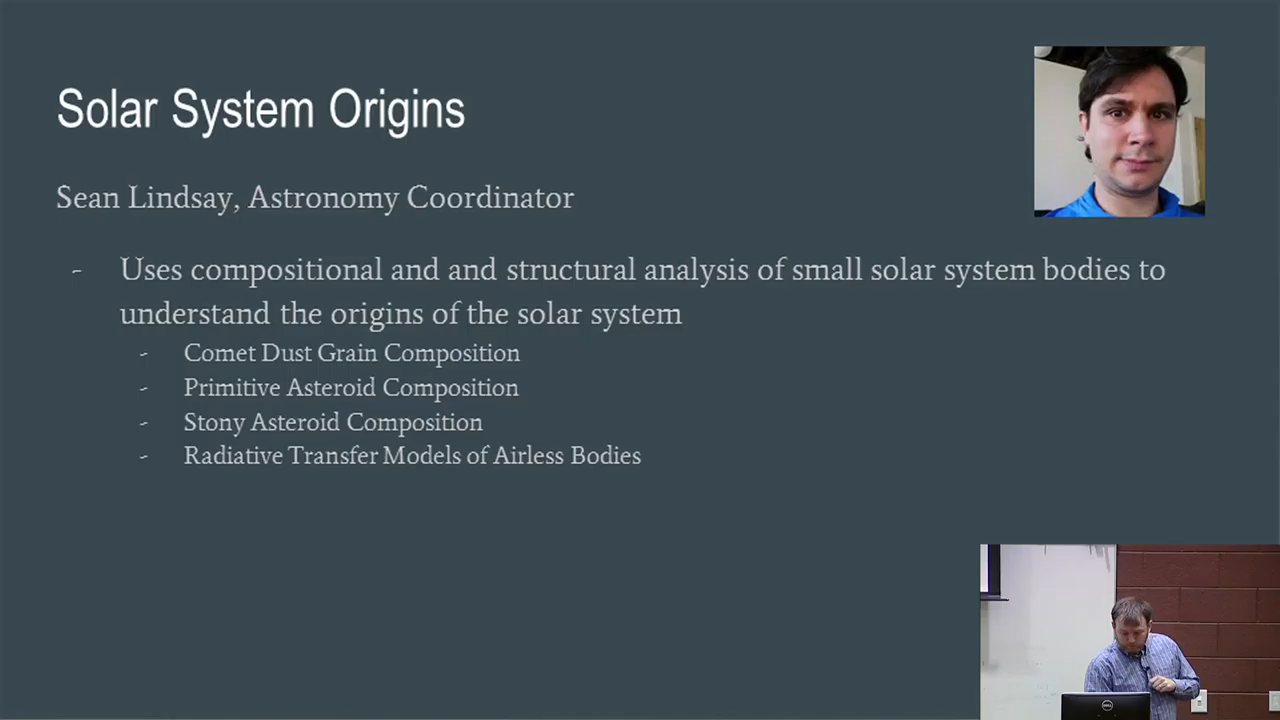 Solar System Origins
Sean Lindsay, Astronomy Coordinator
- Uses compositional and and structural analysis of small solar system bodies to
understand the origins of the solar system
- Comet Dust Grain Composition
- Primitive Asteroid Composition
- Stony Asteroid Composition
- Radiative Transfer Models of Airless Bodies
DELL